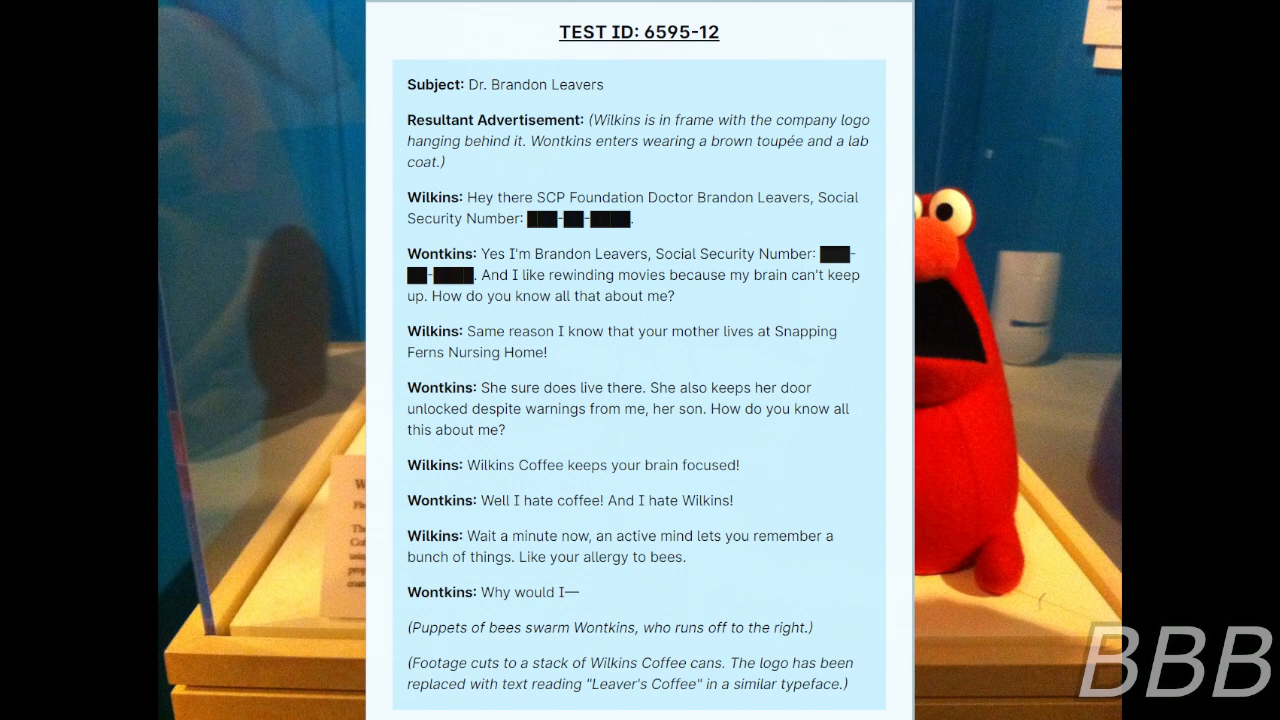 TEST ID: 6595-12
Subject: Dr. Brandon Leavers
Resultant Advertisement: (Wilkins is in frame with the company logo
hanging behind it. Wontkins enters wearing a brown toupée and a lab
coat.)
Wilkins: Hey there SCP Foundation Doctor Brandon Leavers, Social
Security Number: ███-██-████.
Wontkins: Yes I'm Brandon Leavers, Social Security Number: ███-
██-████. And I like rewinding movies because my brain can't keep
up. How do you know all that about me?
Wilkins: Same reason I know that your mother lives at Snapping
Ferns Nursing Home!
Wontkins: She sure does live there. She also keeps her door
unlocked despite warnings from me, her son. How do you know all
this about me?
Wilkins: Wilkins Coffee keeps your brain focused!
Wontkins: Well I hate coffee! And I hate Wilkins!
Wilkins: Wait a minute now, an active mind lets you remember a
bunch of things. Like your allergy to bees.
Wontkins: Why would I—
(Puppets of bees swarm Wontkins, who runs off to the right.)
(Footage cuts to a stack of Wilkins Coffee cans. The logo has been
replaced with text reading "Leaver's Coffee" in a similar typeface.)
BBB